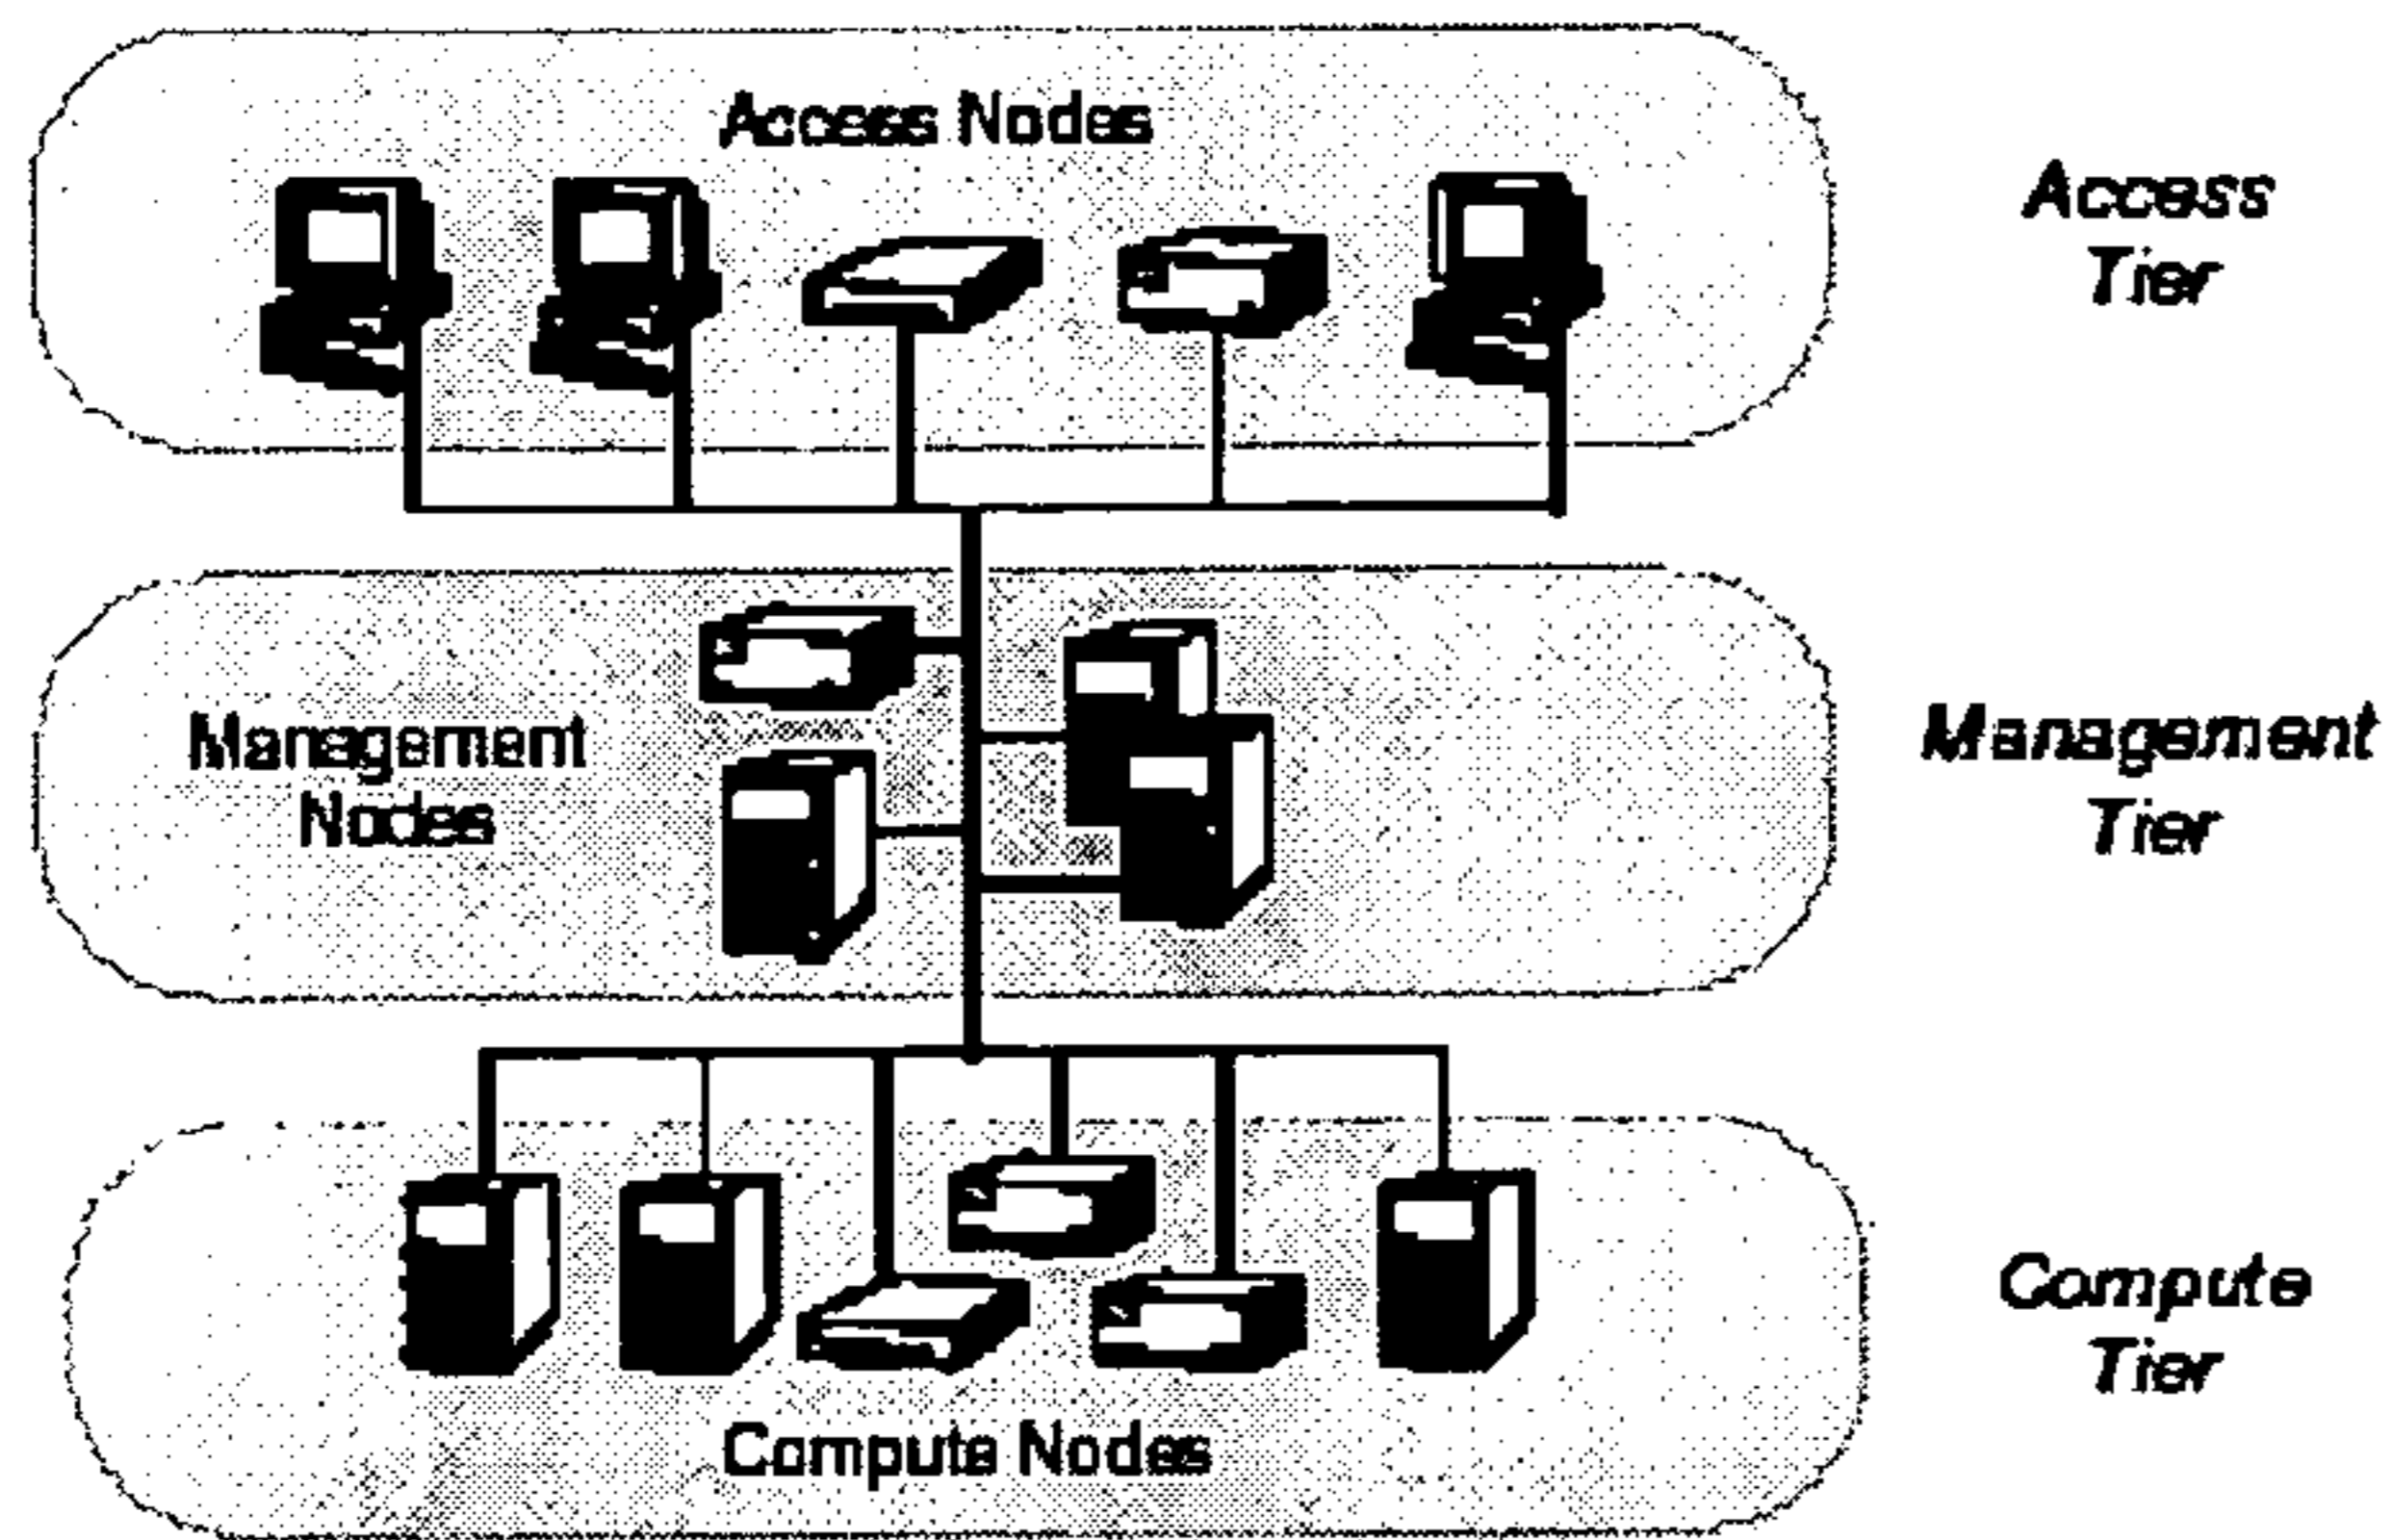 Access Nodes
Access
Tier
Management
Nodes
Management
Tier
Compute
Tier
Compute Nodes